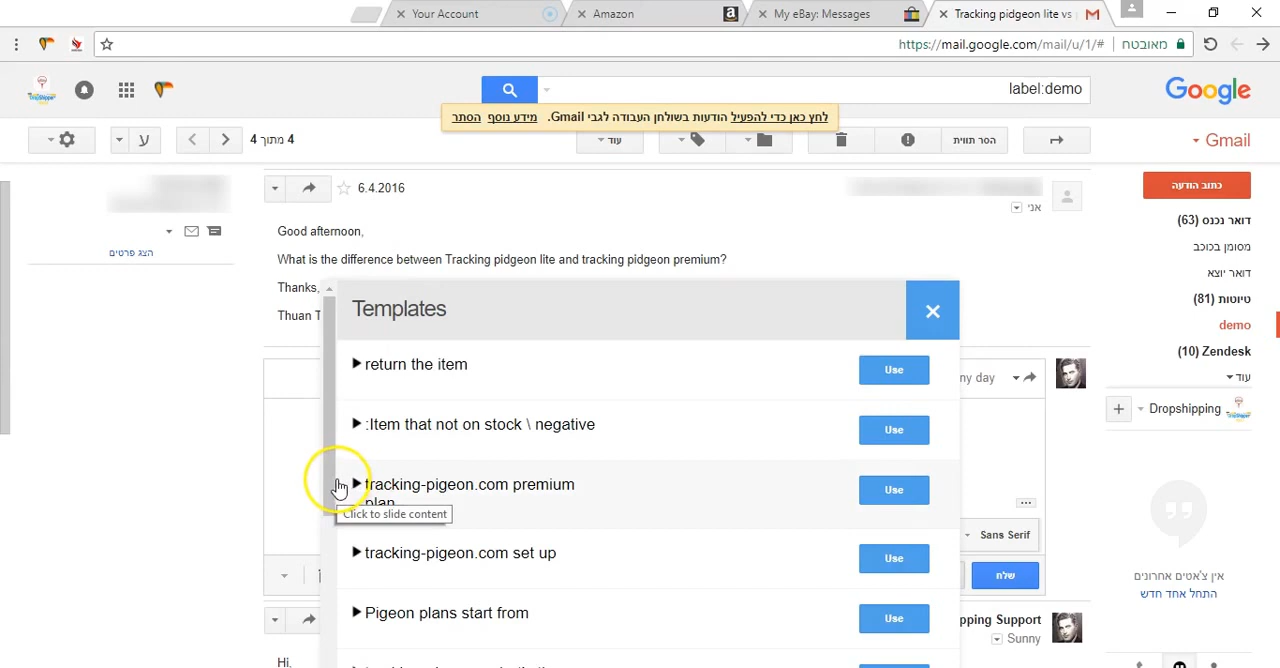 Your Account
Amazon
My eBay: Messages
Tracking pidgeon lite vs
https://mail.google.com/mail/u/1/#
מאובטח
label:demo
Google
לחץ כאן כדי להפעיל הודעות בשולחן העבודה לגבי Gmail. מידע נוסף הסתר
ע
4 מתוך 4
עוד
הסר תווית
Gmail
6.4.2016
אני
הצג פרטים
Good afternoon,
What is the difference between Tracking pidgeon lite and tracking pidgeon premium?
Thanks,
Thuan T
כתוב הודעה
דואר נכנס (63)
מסומן בכוכב
דואר יוצא
טיוטות (81)
demo
Zendesk (10)
עוד
Dropshipping
Templates
return the item
Use
:Item that not on stock \ negative
Use
tracking-pigeon.com premium
plan
Use
Click to slide content
tracking-pigeon.com set up
Use
Pigeon plans start from
Use
ny day
Sans Serif
שלח
pping Support
Sunny
Hi,
אין צ'אטים אחרונים
התחל אחד חדש